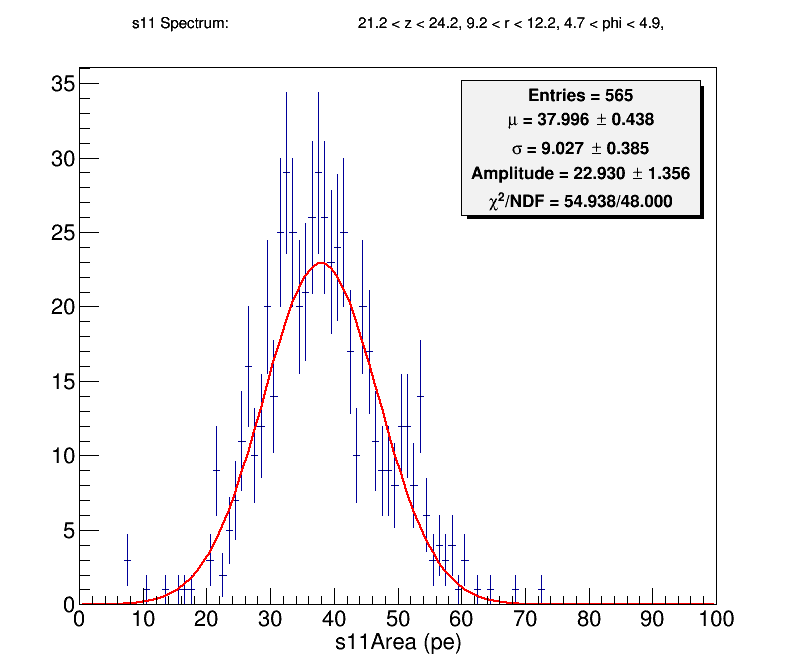 s11 Spectrum: 21.2 < z < 24.2, 9.2 < r < 12.2, 4.7 < phi < 4.9,
Entries = 565
μ = 37.996 ± 0.438
σ = 9.027 ± 0.385
Amplitude = 22.930 ± 1.356
χ²/NDF = 54.938/48.000
35
30
25
20
15
10
5
0
0 10 20 30 40 50 60 70 80 90 100
s11Area (pe)